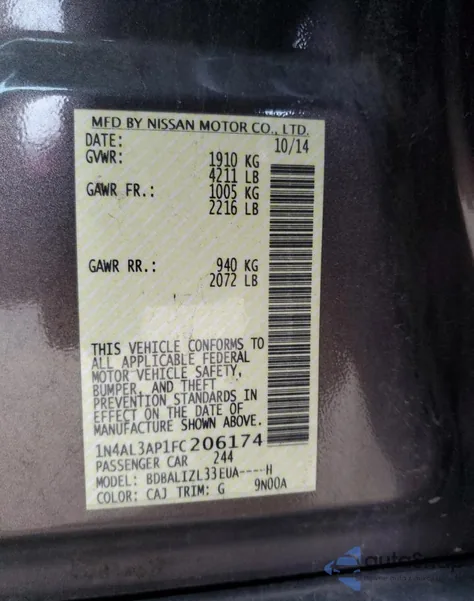 MFD BY NISSAN MOTOR CO., LTD.
DATE: 10/14
GVWR: 1910 KG
4211 LB
GAWR FR.: 1005 KG
2216 LB
GAWR RR.: 940 KG
2072 LB
THIS VEHICLE CONFORMS TO
ALL APPLICABLE FEDERAL
MOTOR VEHICLE SAFETY,
BUMPER, AND THEFT
PREVENTION STANDARDS IN
EFFECT ON THE DATE OF
MANUFACTURE SHOWN ABOVE.
1N4AL3AP1FC206174
PASSENGER CAR 244
MODEL: BDBALIZL33EUA----H
COLOR: CAJ TRIM: G 9N00A